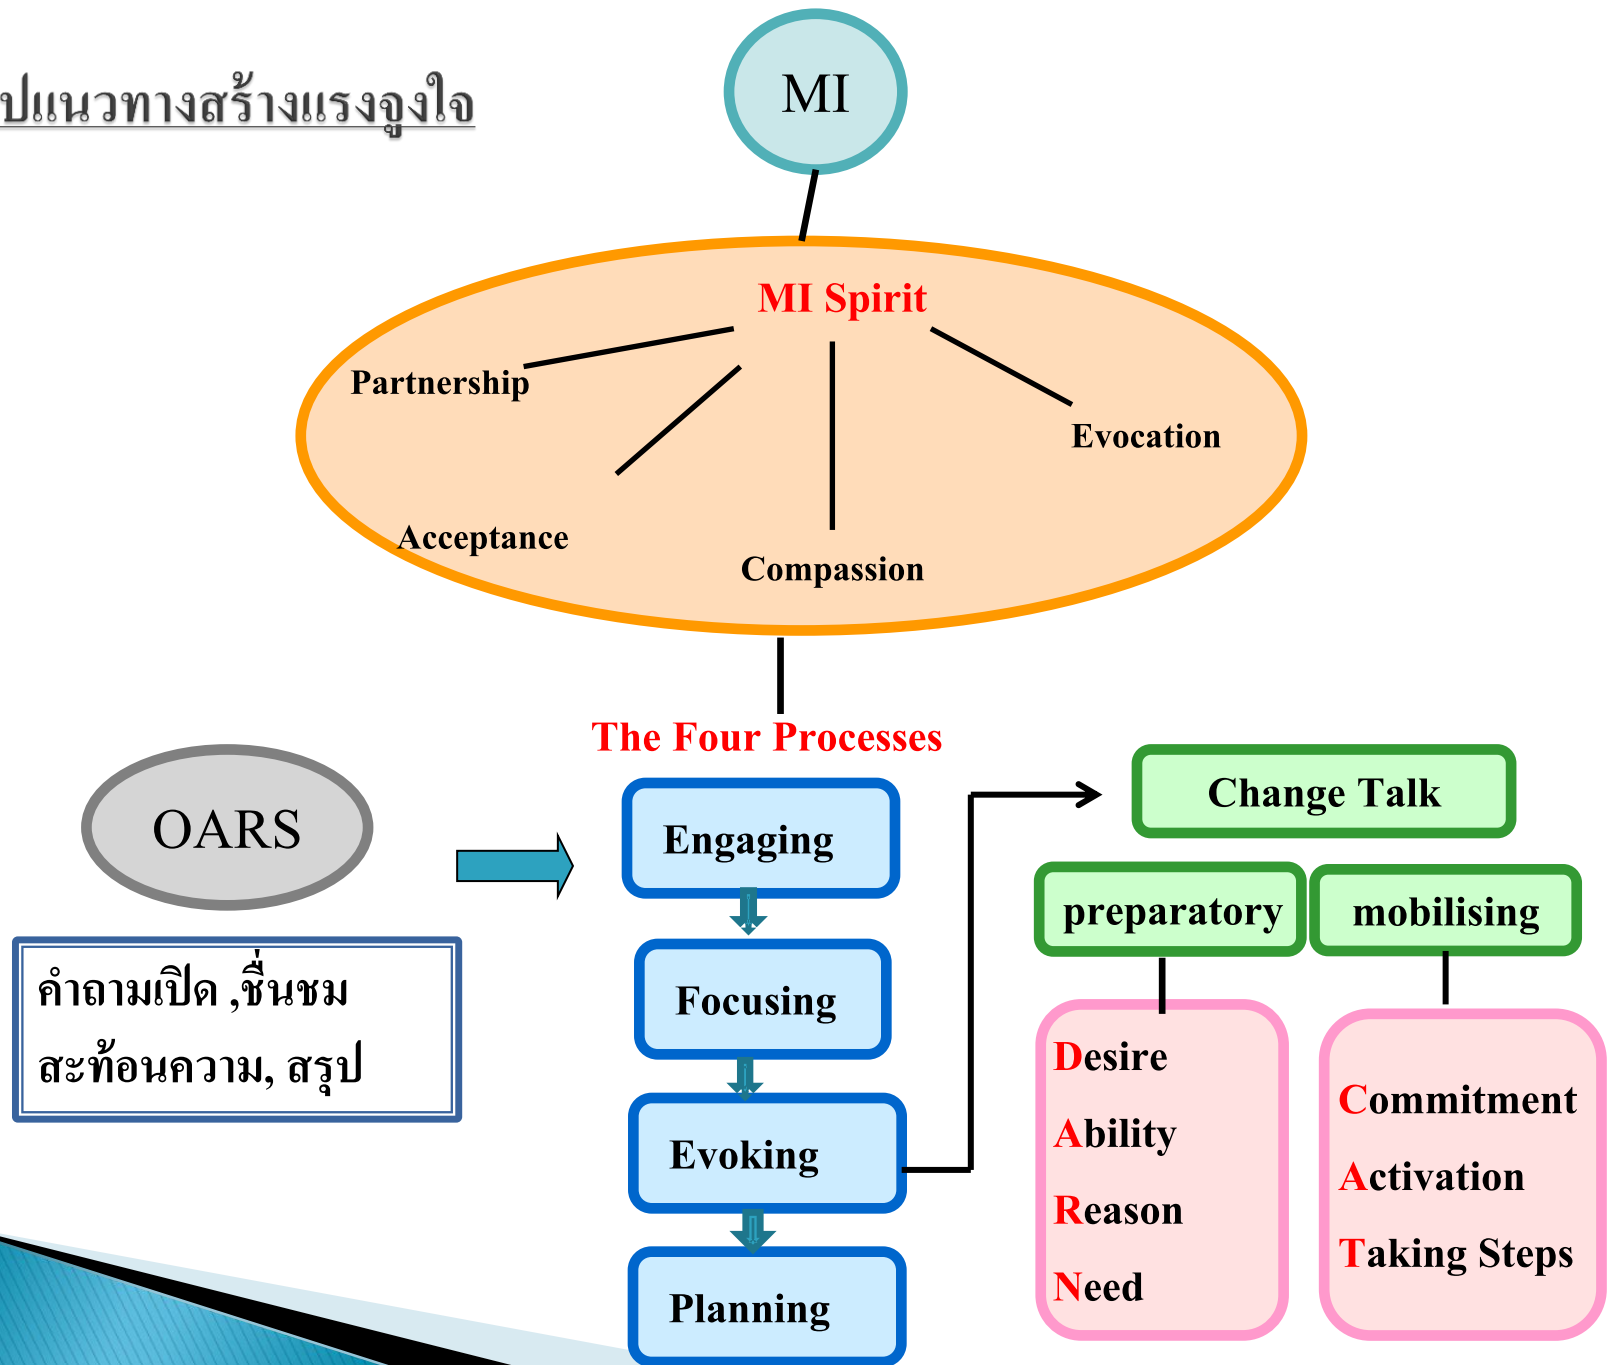 ปแนวทางสร้างแรงจูงใจ
MI
MI Spirit
Partnership
Evocation
Acceptance
Compassion
The Four Processes
OARS
คำถามเปิด ,ชื่นชม
สะท้อนความ, สรุป
Engaging
Focusing
Evoking
Planning
Change Talk
preparatory
mobilising
Desire
Ability
Reason
Need
Commitment
Activation
Taking Steps